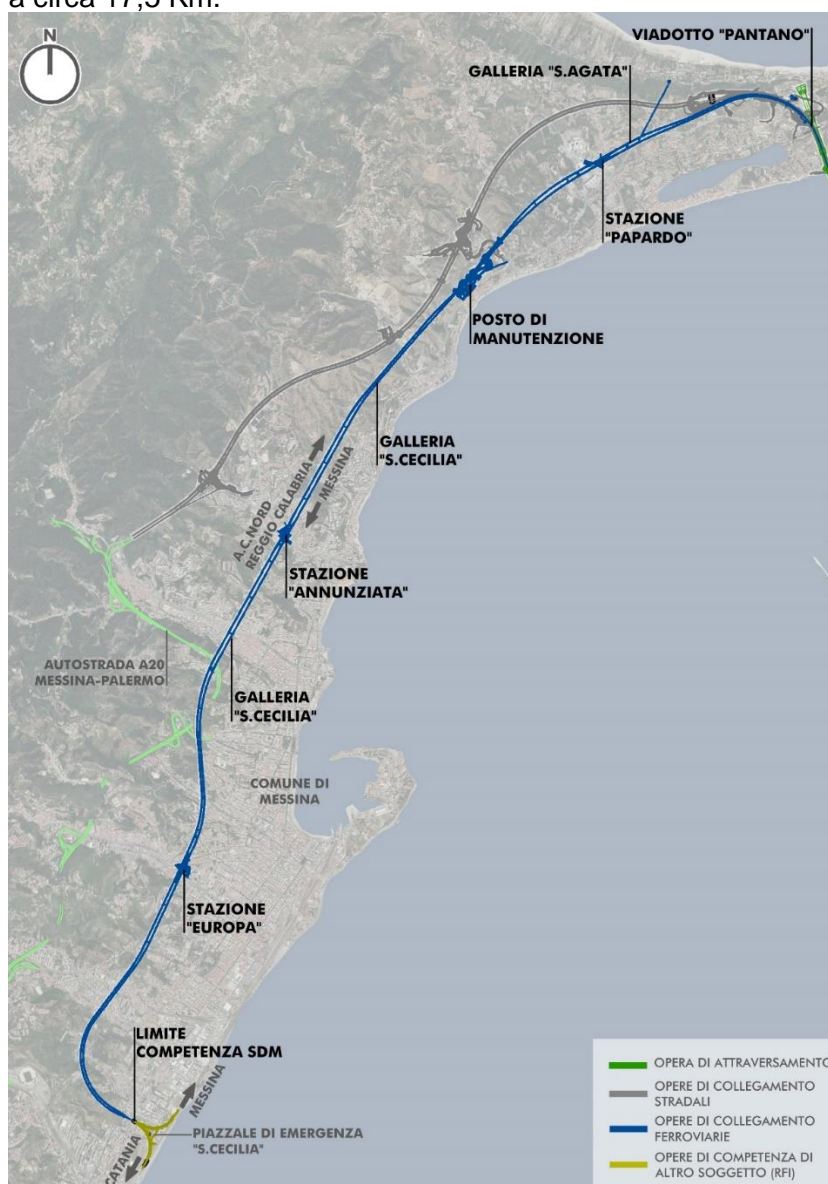 a circa 17,5 Km.
N
VIADOTTO "PANTANO"
GALLERIA "S.AGATA"
STAZIONE
"PAPARDO"
POSTO DI
MANUTENZIONE
GALLERIA
"S.CECILIA"
A.C.NORD
REGGIO CALABRIA
MESSINA
STAZIONE
"ANNUNZIATA"
AUTOSTRADA A20
MESSINA-PALERMO
GALLERIA
"S.CECILIA"
COMUNE DI
MESSINA
STAZIONE
"EUROPA"
LIMITE
COMPETENZA SDM
MESSINA
PIAZZALE DI EMERGENZA
"S.CECILIA"
CATANIA
OPERA DI ATTRAVERSAMENTO
OPERE DI COLLEGAMENTO
STRADALI
OPERE DI COLLEGAMENTO
FERROVIARIE
OPERE DI COMPETENZA DI
ALTRO SOGGETTO (RFI)